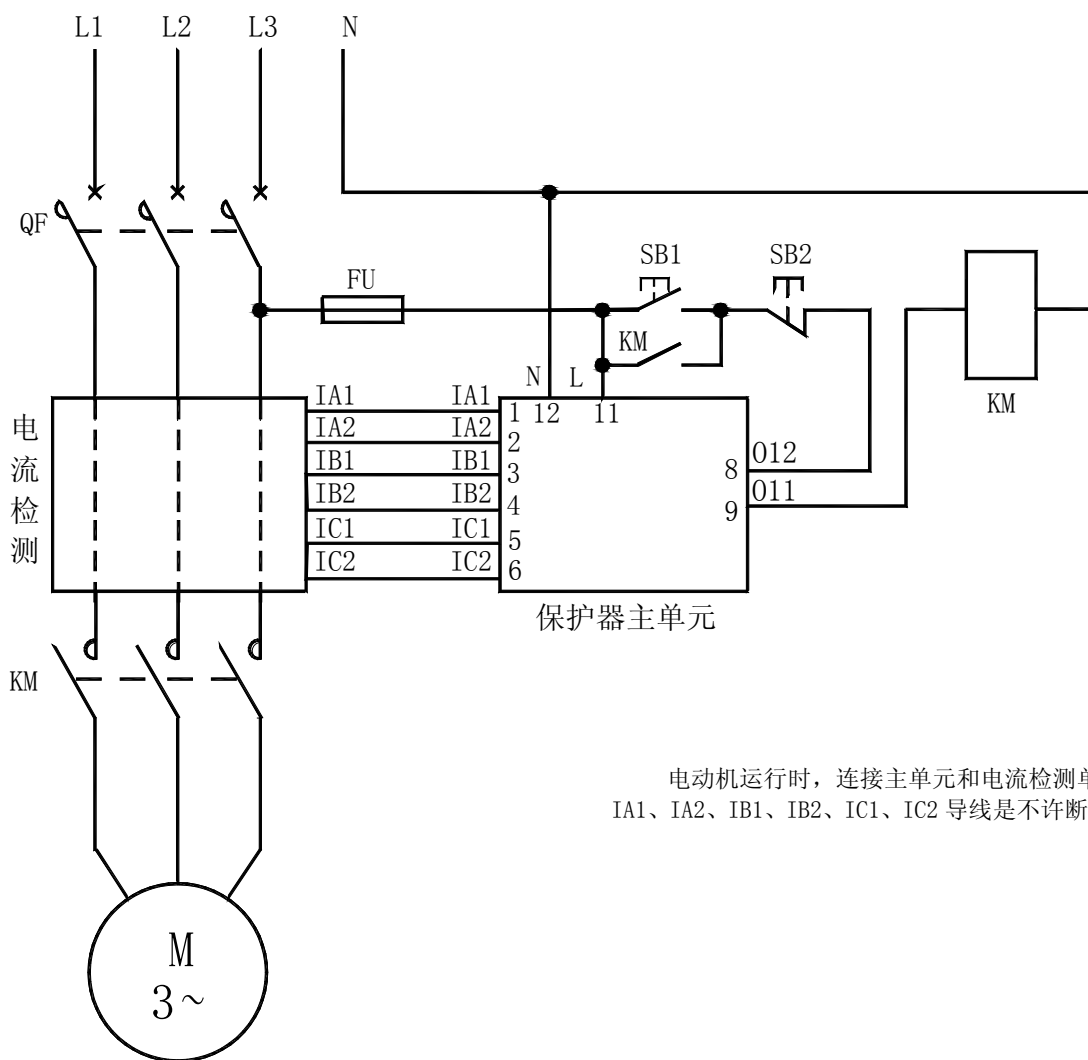 L1 L2 L3 N
QF
FU
SB1 SB2
KM
KM
N L
12 11
IA1 IA1 1
IA2 IA2 2
IB1 IB1 3
IB2 IB2 4
IC1 IC1 5
IC2 IC2 6
8 O12
9 O11
电流检测
保护器主单元
KM
电动机运行时，连接主单元和电流检测单
IA1、IA2、IB1、IB2、IC1、IC2 导线是不许断
M
3~